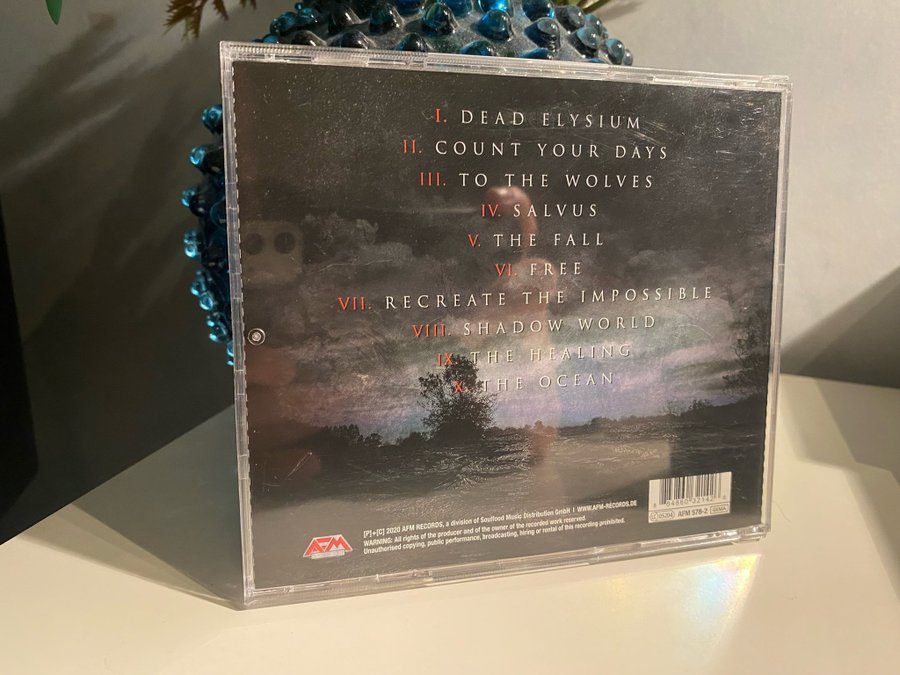 I. DEAD ELYSIUM
II. COUNT YOUR DAYS
III. TO THE WOLVES
IV. SALVUS
V. THE FALL
VI. FREE
VII. RECREATE THE IMPOSSIBLE
VIII. SHADOW WORLD
IX. THE HEALING
X. THE OCEAN
[P]+[C] 2020 AFM RECORDS, a division of Soulfood Music Distribution GmbH | WWW.AFM-RECORDS.DE
WARNING: All rights of the producer and of the owner of the recorded work reserved.
Unauthorised copying, public performance, broadcasting, hiring or rental of this recording prohibited.
AFM
LC 05204 AFM 578-2 GEMA